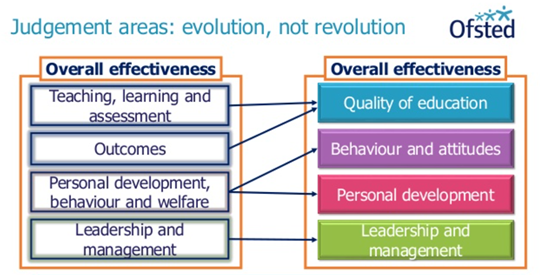 Judgement areas: evolution, not revolution
Ofsted
Overall effectiveness
Teaching, learning and
assessment
Outcomes
Personal development,
behaviour and welfare
Leadership and
management
Overall effectiveness
Quality of education
Behaviour and attitudes
Personal development
Leadership and
management